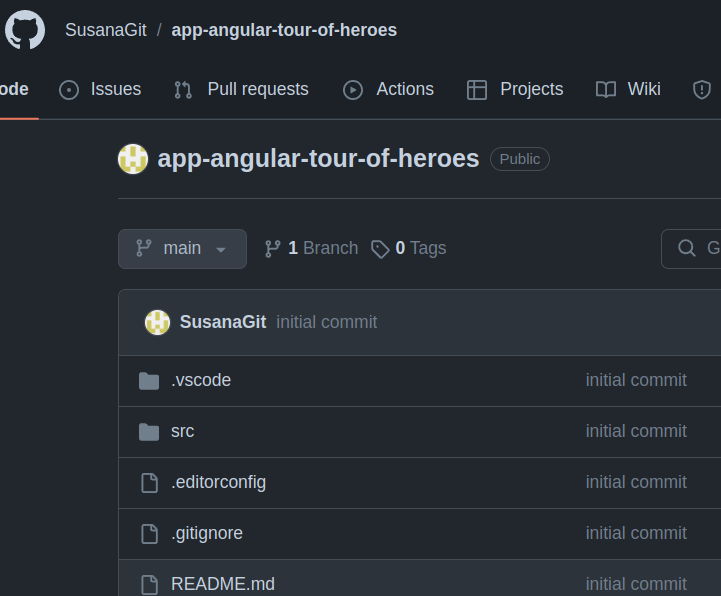 SusanaGit / app-angular-tour-of-heroes
ode Issues Pull requests Actions Projects Wiki
app-angular-tour-of-heroes Public
main 1 Branch 0 Tags G
SusanaGit initial commit
.vscode initial commit
src initial commit
.editorconfig initial commit
.gitignore initial commit
README.md initial commit